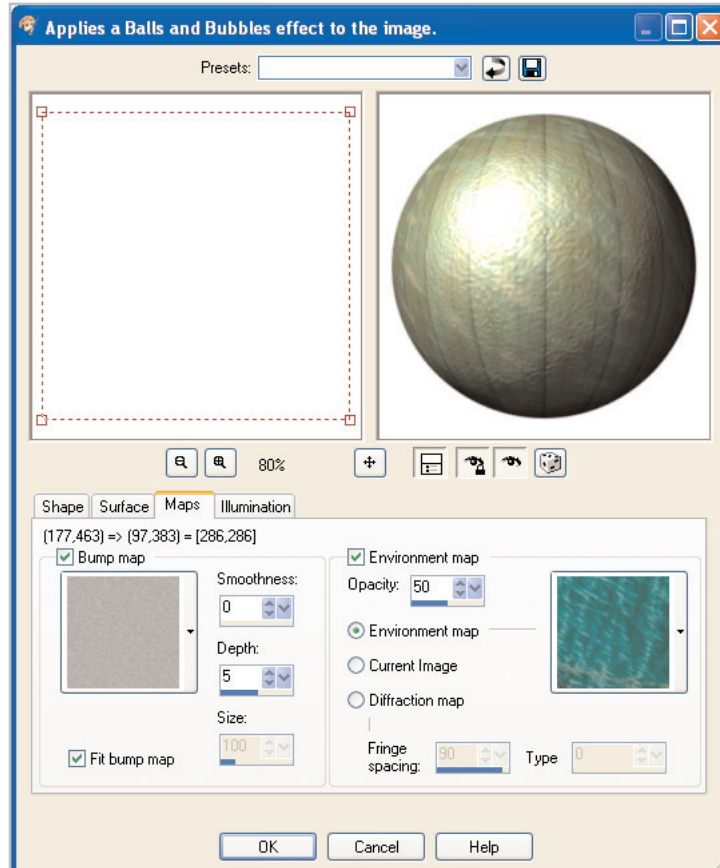 Applies a Balls and Bubbles effect to the image.
Presets:
80%
Shape Surface Maps Illumination
(177,463) => (97,383) = [286,286]
Bump map
Smoothness:
0
Depth:
5
Size:
100
Fit bump map
Environment map
Opacity: 50
Environment map
Current Image
Diffraction map
Fringe
spacing: 90 Type 0
OK Cancel Help